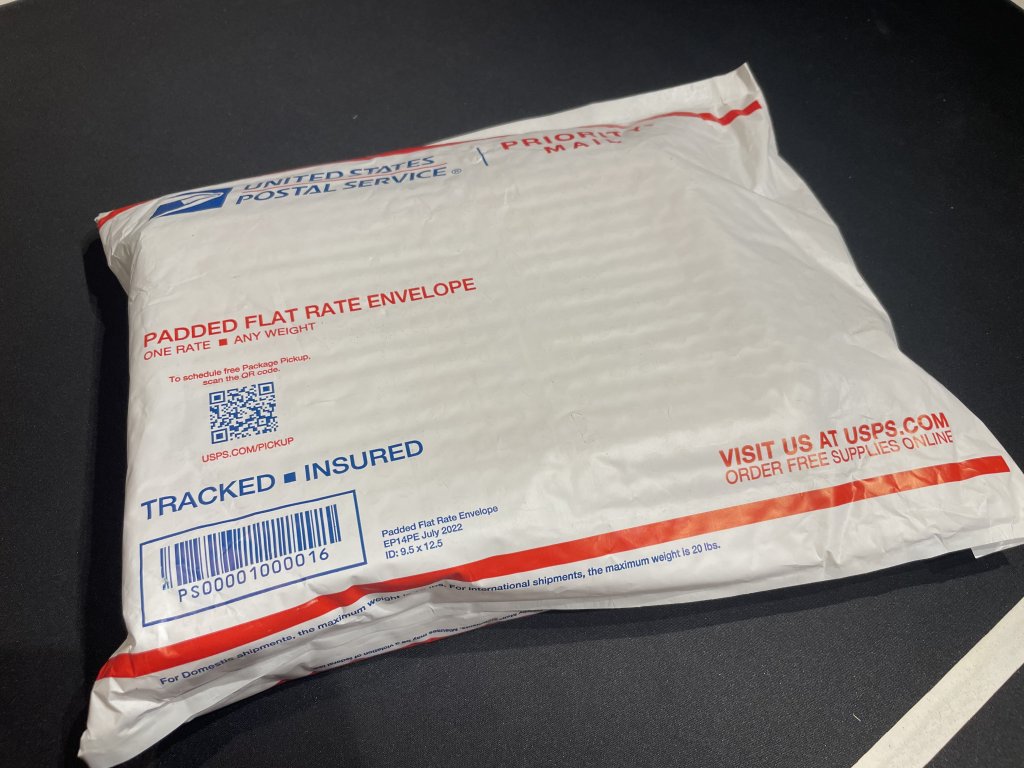 UNITED STATES
POSTAL SERVICE®
PRIORITY
MAIL
PADDED FLAT RATE ENVELOPE
ONE RATE ■ ANY WEIGHT
To schedule free Package Pickup,
scan the QR code.
USPS.COM/PICKUP
TRACKED ■ INSURED
PS00001000016
Padded Flat Rate Envelope
EP14PE July 2022
ID: 9.5 x 12.5
VISIT US AT USPS.COM
ORDER FREE SUPPLIES ONLINE
For Domestic shipments, the maximum weight is lbs. For international shipments, the maximum weight is 20 lbs.